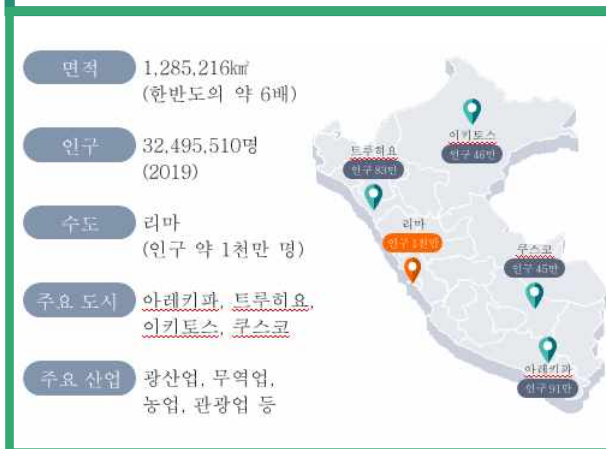 면적
1,285,216㎢
(한반도의 약 6배)
인구
32,495,510명
(2019)
수도
리마
(인구 약 1천만 명)
주요 도시
아레키파, 트루히요,
이키토스, 쿠스코
주요 산업
광산업, 무역업,
농업, 관광업 등
이키토스
인구 46만
트루히요
인구 83만
리마
인구 1천만
쿠스코
인구 45만
아레키파
인구 91만